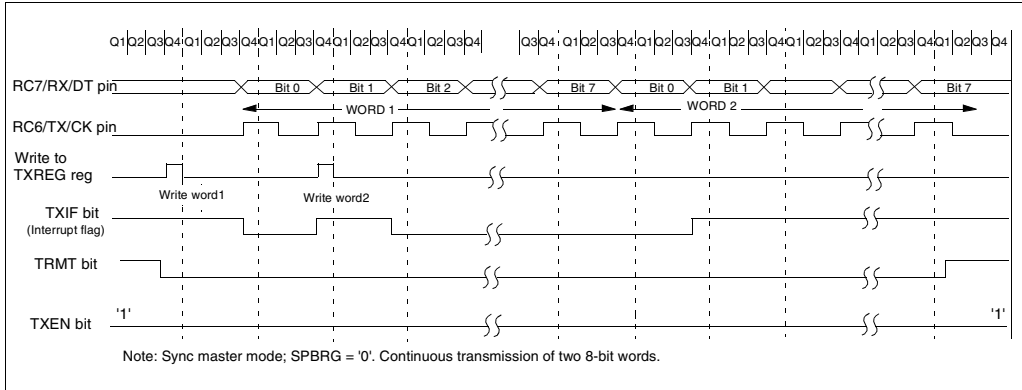 Q1 Q2 Q3 Q4 Q1 Q2 Q3 Q4 Q1 Q2 Q3 Q4 Q1 Q2 Q3 Q4 Q1 Q2 Q3 Q4 Q3 Q4 Q1 Q2 Q3 Q4 Q1 Q2 Q3 Q4 Q1 Q2 Q3 Q4 Q1 Q2 Q3 Q4 Q1 Q2 Q3 Q4 Q1 Q2 Q3 Q4
RC7/RX/DT pin Bit 0 Bit 1 Bit 2 Bit 7 Bit 0 Bit 1 Bit 7
WORD 1 WORD 2
RC6/TX/CK pin
Write to
TXREG reg
Write word1 Write word2
TXIF bit
(Interrupt flag)
TRMT bit
'1' '1'
TXEN bit
Note: Sync master mode; SPBRG = '0'. Continuous transmission of two 8-bit words.